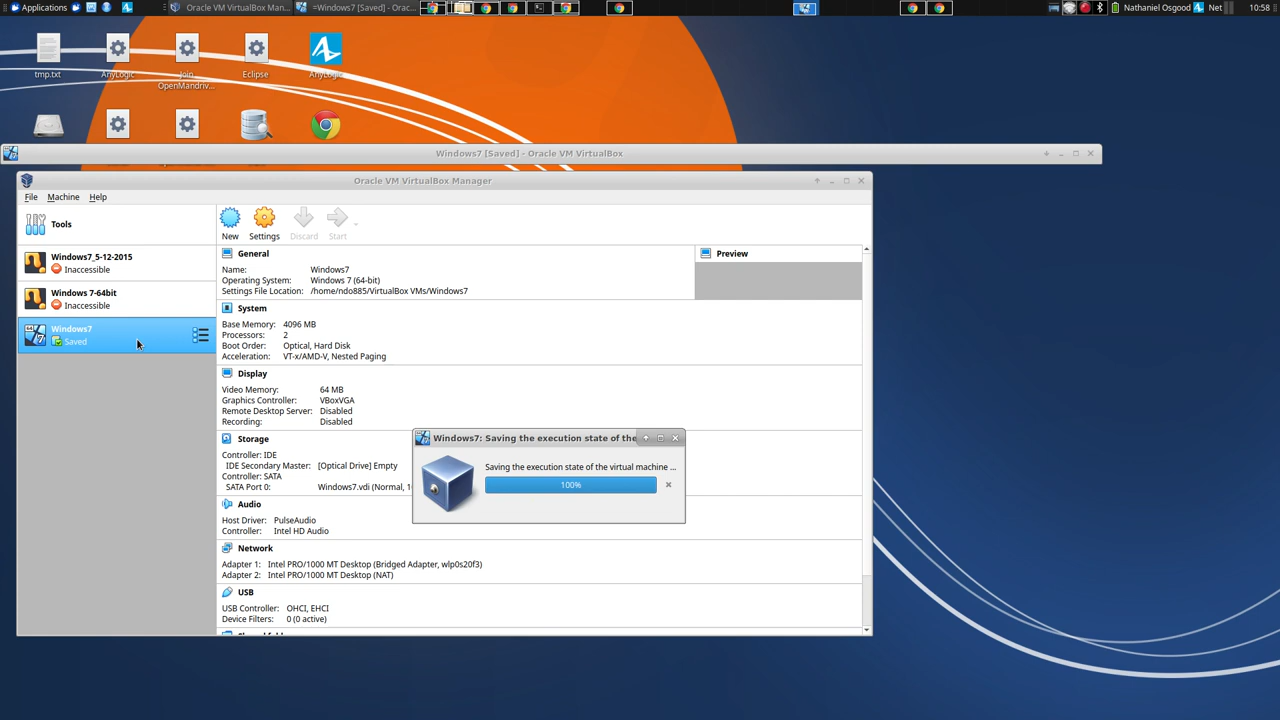 Applications
Oracle VM VirtualBox Man...
=Windows7 [Saved] - Orac...
Nathaniel Osgood
Net
10:58
tmp.txt
AnyLogic
Join OpenMandriv...
Eclipse
AnyLogic
Windows7 [Saved] - Oracle VM VirtualBox
Oracle VM VirtualBox Manager
File Machine Help
Tools
New Settings Discard Start
Windows7_5-12-2015
Inaccessible
Windows 7-64bit
Inaccessible
Windows7
Saved
General
Name: Windows7
Operating System: Windows 7 (64-bit)
Settings File Location: /home/ndo885/VirtualBox VMs/Windows7
Preview
System
Base Memory: 4096 MB
Processors: 2
Boot Order: Optical, Hard Disk
Acceleration: VT-x/AMD-V, Nested Paging
Display
Video Memory: 64 MB
Graphics Controller: VBoxVGA
Remote Desktop Server: Disabled
Recording: Disabled
Storage
Controller: IDE
IDE Secondary Master: [Optical Drive] Empty
Controller: SATA
SATA Port 0: Windows7.vdi (Normal,
Windows7: Saving the execution state of the
Saving the execution state of the virtual machine ...
100%
Audio
Host Driver: PulseAudio
Controller: Intel HD Audio
Network
Adapter 1: Intel PRO/1000 MT Desktop (Bridged Adapter, wlp0s20f3)
Adapter 2: Intel PRO/1000 MT Desktop (NAT)
USB
USB Controller: OHCI, EHCI
Device Filters: 0 (0 active)